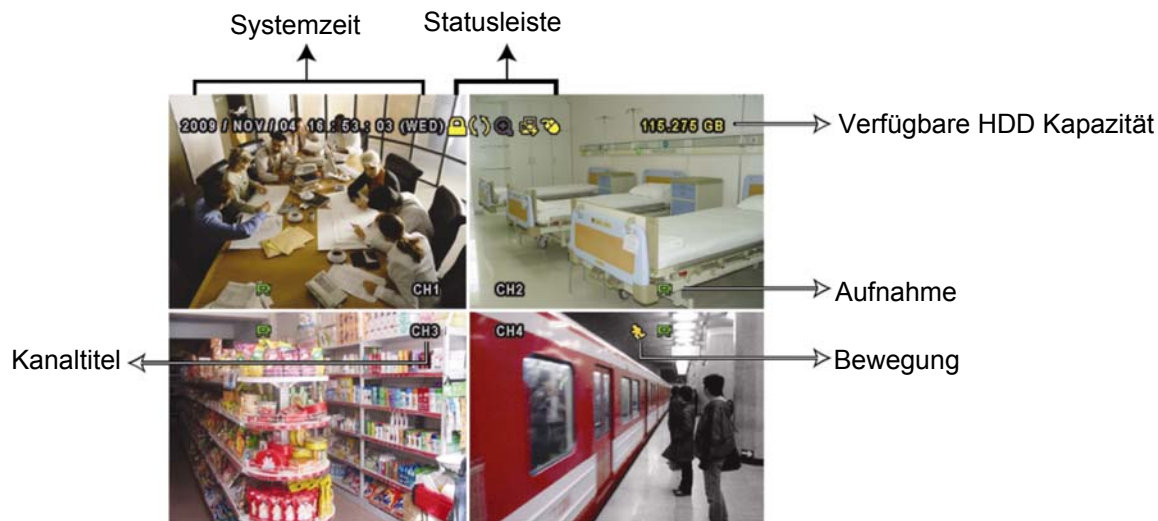 Systemzeit Statusleiste
2009 / NOV / 04 16 : 53 : 03 (WED) 115.275 GB
Verfügbare HDD Kapazität
CH1 CH2
Aufnahme
CH3 CH4
Kanaltitel Bewegung